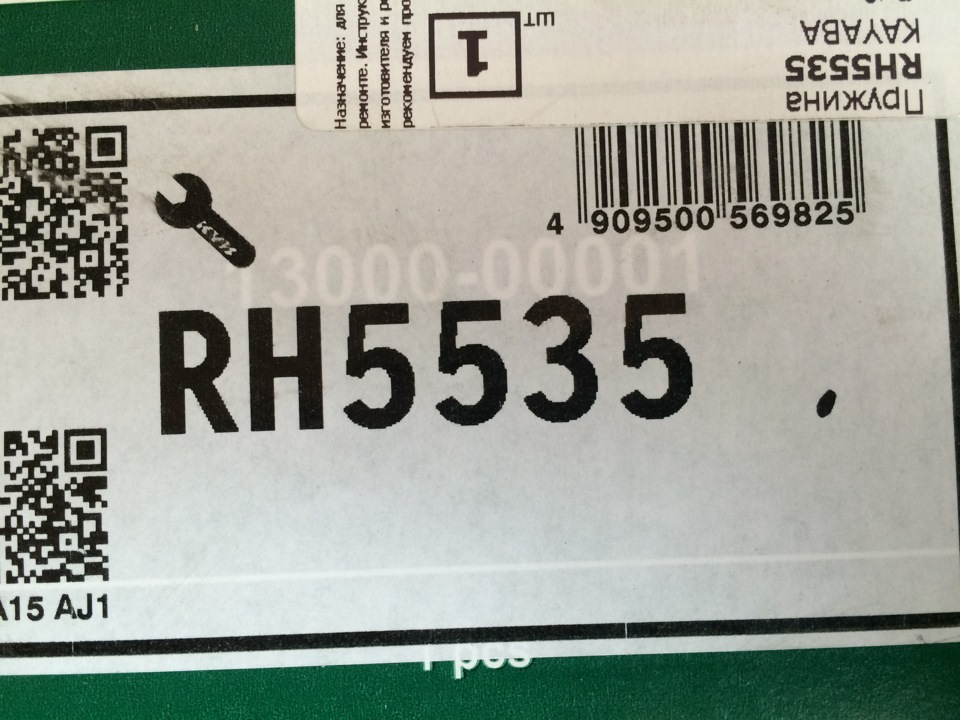 Назначение: для
ремонте. Инструк
изготовителя и р
рекомендуем про
1
шт
KAYABA
RH5535
Пружина
4 909500 569825
KYB
13000-00001
RH5535
A15 AJ1
1 pcs